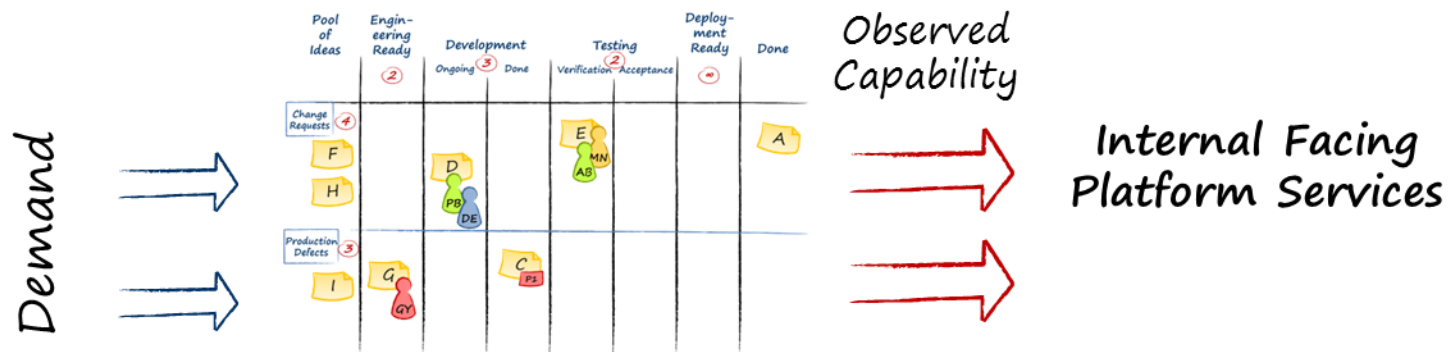 Demand
Pool
of
Ideas
Engin-
eering
Ready
2
Development
3
Ongoing
Done
Testing
2
Verification
Acceptance
Deploy-
ment
Ready
∞
Done
Change
Requests
4
F
H
D
PB
DE
E
MN
AB
A
Production
Defects
3
I
G
GY
C
P1
Observed
Capability
Internal Facing
Platform Services